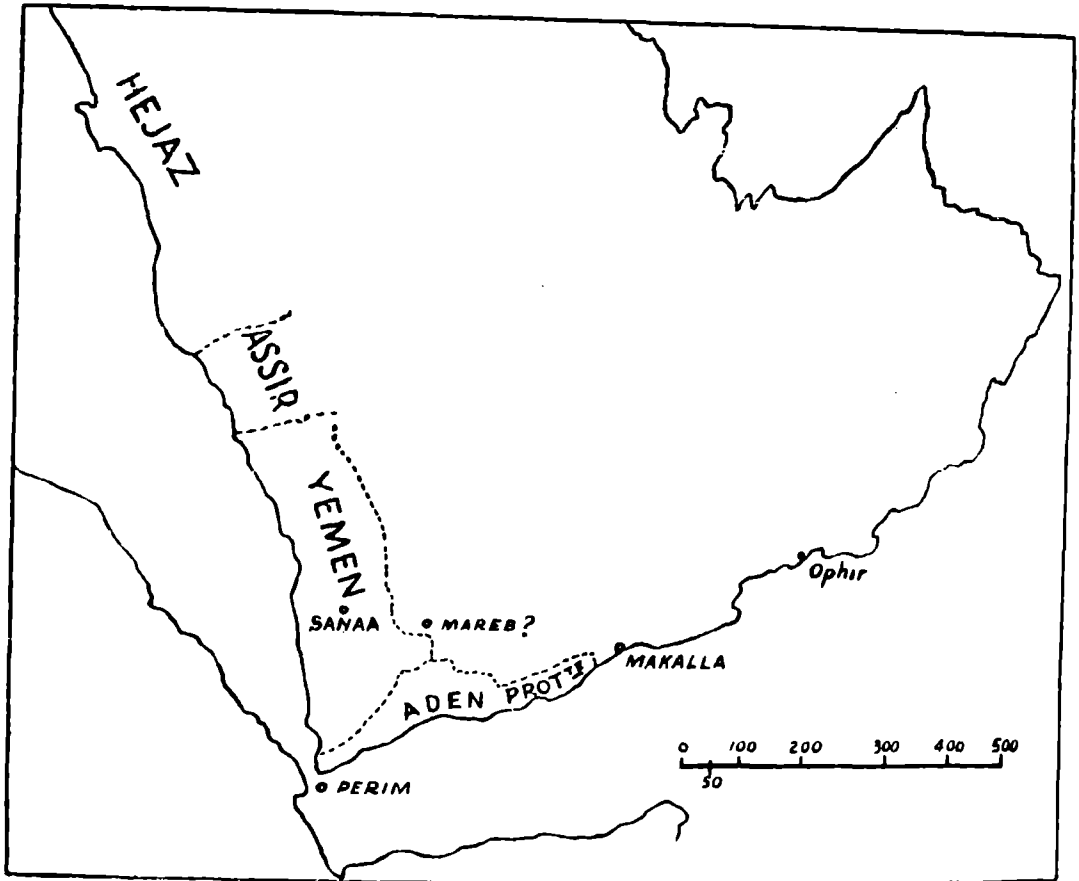 HEJAZ
ASSIR
YEMEN
SANAA
MAREB?
Ophir
MAKALLA
ADEN PROTTE
0 100 200 300 400 500
50
PERIM